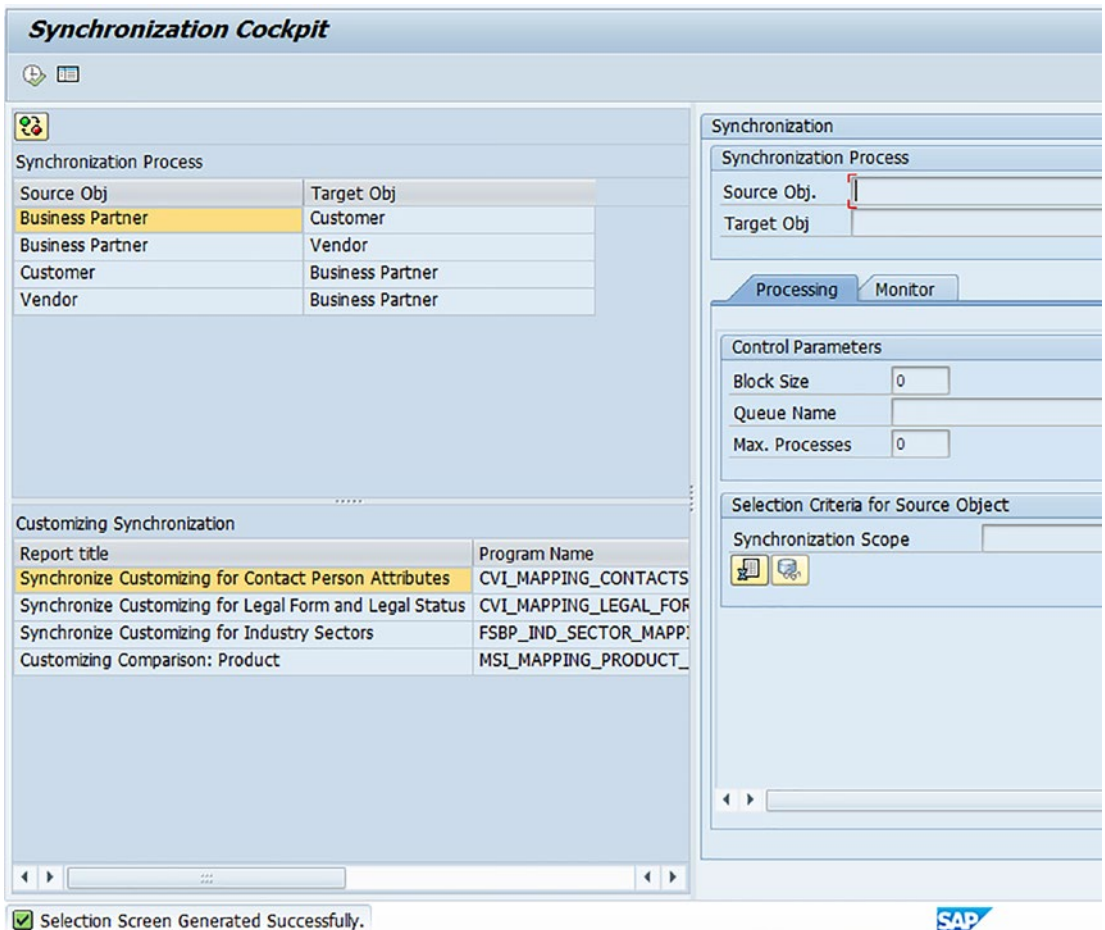 Synchronization Cockpit
Synchronization Process
Source Obj Target Obj
Business Partner Customer
Business Partner Vendor
Customer Business Partner
Vendor Business Partner
Customizing Synchronization
Report title Program Name
Synchronize Customizing for Contact Person Attributes CVI_MAPPING_CONTACTS
Synchronize Customizing for Legal Form and Legal Status CVI_MAPPING_LEGAL_FOR
Synchronize Customizing for Industry Sectors FSBP_IND_SECTOR_MAPPI
Customizing Comparison: Product MSI_MAPPING_PRODUCT_
Synchronization
Synchronization Process
Source Obj.
Target Obj
Processing Monitor
Control Parameters
Block Size 0
Queue Name
Max. Processes 0
Selection Criteria for Source Object
Synchronization Scope
Selection Screen Generated Successfully.
SAP